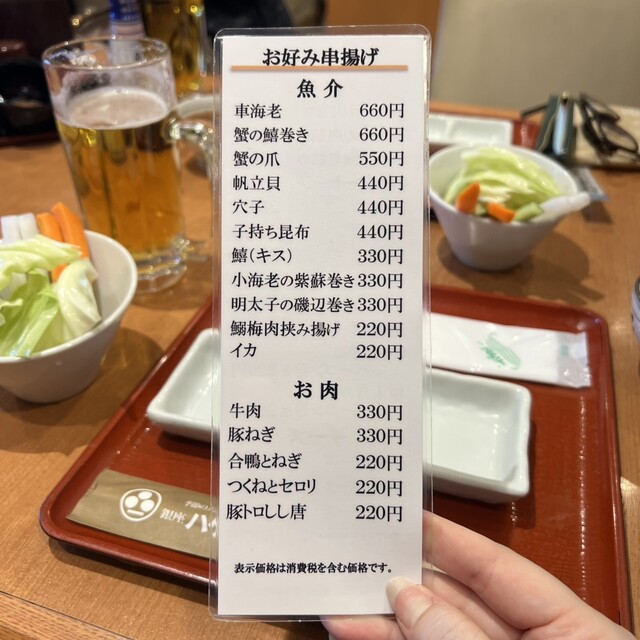 お好み串揚げ
魚介
車海老 660円
蟹の鱚巻き 660円
蟹の爪 550円
帆立貝 440円
穴子 440円
子持ち昆布 440円
鱚(キス) 330円
小海老の紫蘇巻き 330円
明太子の磯辺巻き 330円
鰯梅肉挟み揚げ 220円
イカ 220円
お肉
牛肉 330円
豚ねぎ 330円
合鴨とねぎ 220円
つくねとセロリ 220円
豚トロしし唐 220円
表示価格は消費税を含む価格です。
銀座